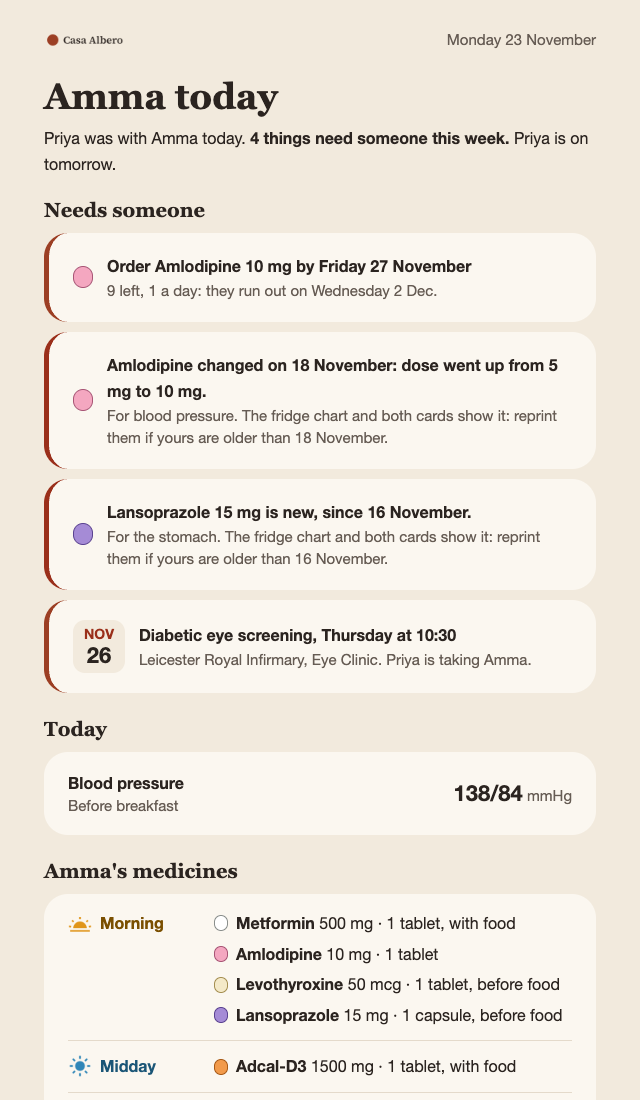 Casa Albero
Monday 23 November
Amma today
Priya was with Amma today. 4 things need someone this week. Priya is on
tomorrow.
Needs someone
Order Amlodipine 10 mg by Friday 27 November
9 left, 1 a day: they run out on Wednesday 2 Dec.
Amlodipine changed on 18 November: dose went up from 5
mg to 10 mg.
For blood pressure. The fridge chart and both cards show it: reprint
them if yours are older than 18 November.
Lansoprazole 15 mg is new, since 16 November.
For the stomach. The fridge chart and both cards show it: reprint
them if yours are older than 16 November.
NOV
26
Diabetic eye screening, Thursday at 10:30
Leicester Royal Infirmary, Eye Clinic. Priya is taking Amma.
Today
Blood pressure
Before breakfast
138/84 mmHg
Amma's medicines
Morning
Metformin 500 mg · 1 tablet, with food
Amlodipine 10 mg · 1 tablet
Levothyroxine 50 mcg · 1 tablet, before food
Lansoprazole 15 mg · 1 capsule, before food
Midday
Adcal-D3 1500 mg · 1 tablet, with food